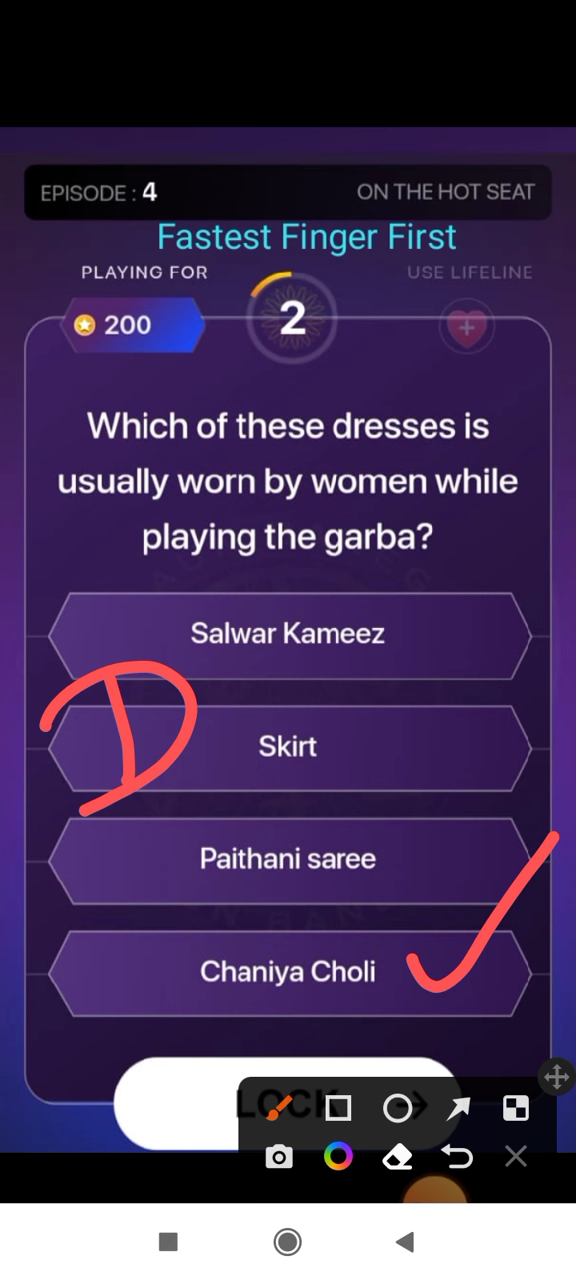 EPISODE : 4
ON THE HOT SEAT
Fastest Finger First
PLAYING FOR
USE LIFELINE
200
2
Which of these dresses is
usually worn by women while
playing the garba?
Salwar Kameez
D
Skirt
Paithani saree
Chaniya Choli
LOCK